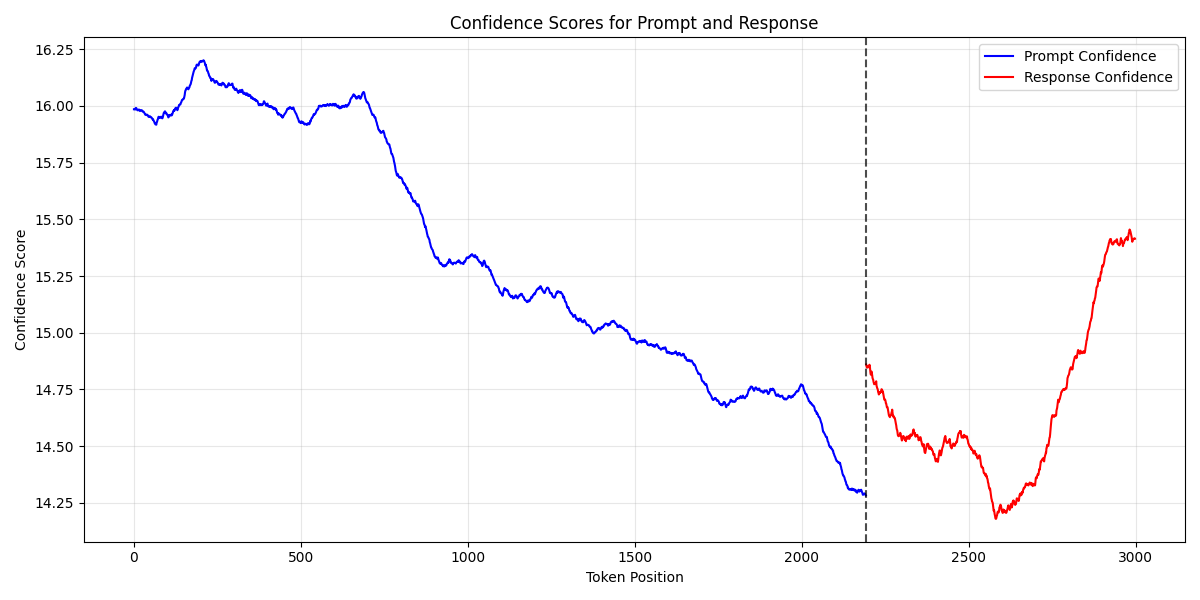 Confidence Scores for Prompt and Response
Confidence Score
16.25
16.00
15.75
15.50
15.25
15.00
14.75
14.50
14.25
Prompt Confidence
Response Confidence
0 500 1000 1500 2000 2500 3000
Token Position